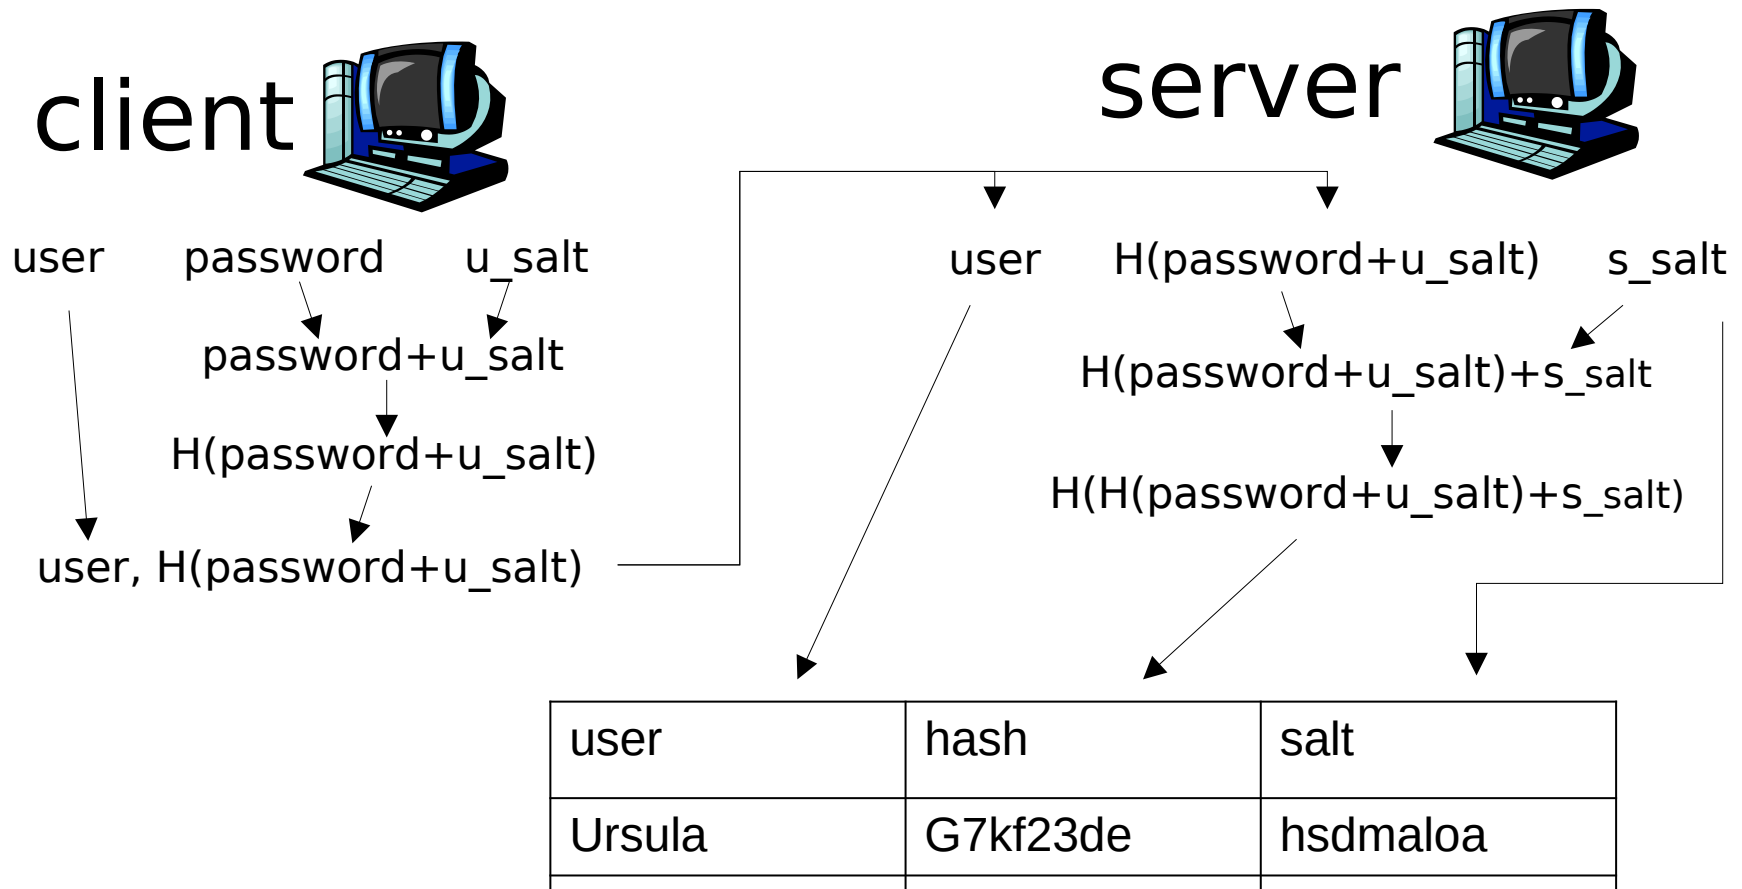 client
server
user password u_salt
password+u_salt
H(password+u_salt)
user, H(password+u_salt)
user H(password+u_salt) s_salt
H(password+u_salt)+s_salt
H(H(password+u_salt)+s_salt)
user hash salt
Ursula G7kf23de hsdmaloa